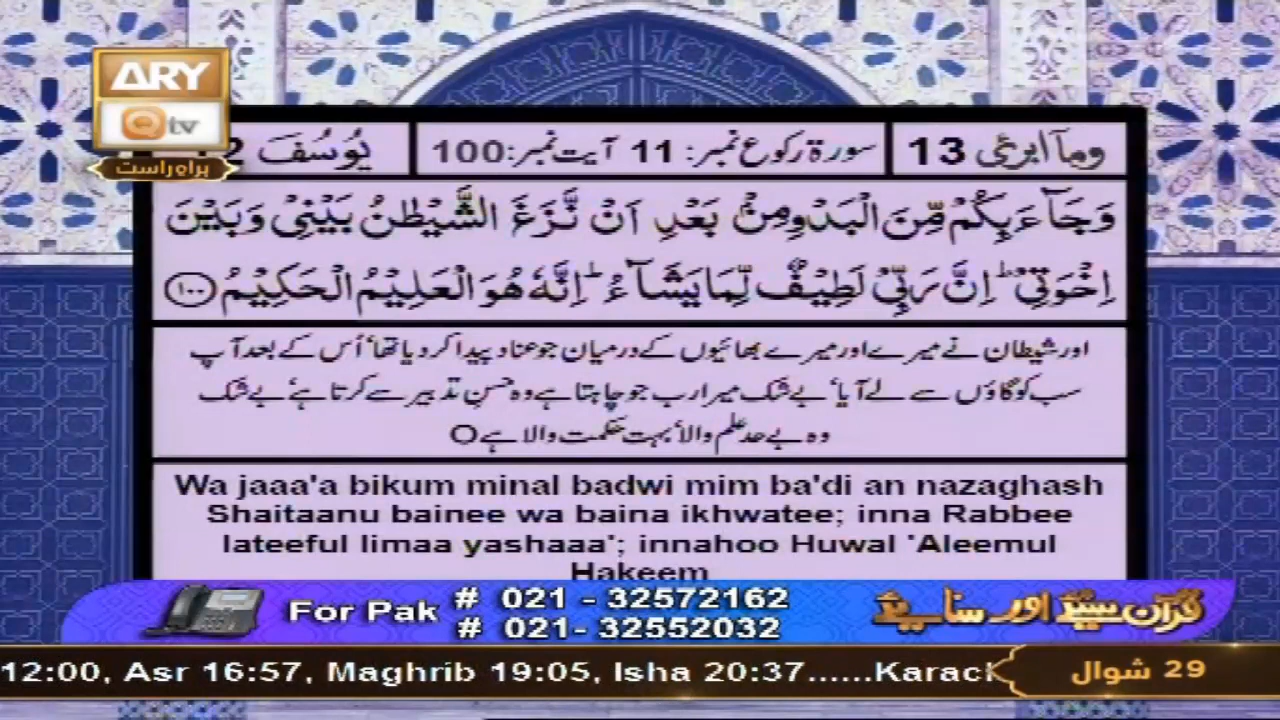 ARY
Qtv
براہ راست
وما ابرئ 13
سورۃ رکوع نمبر: 11 آیت نمبر: 100
يُوسُف 2
وَجَآءَ بِكُمْ مِّنَ الْبَدْوِ مِنْۢ بَعْدِ اَنْ نَّزَغَ الشَّيْطٰنُ بَيْنِيْ وَبَيْنَ
اِخْوَتِيْ ؕ اِنَّ رَبِّيْ لَطِيْفٌ لِّمَا يَشَآءُ ؕ اِنَّهٗ هُوَ الْعَلِيْمُ الْحَكِيْمُ ۝۱۰۰
اور شیطان نے میرے اور میرے بھائیوں کے درمیان جو عناد پیدا کر دیا تھا' اُس کے بعد آپ
سب کو گاؤں سے لے آیا' بے شک میرا رب جو چاہتا ہے وہ حسنِ تدبیر سے کرتا ہے' بے شک
وہ بے حد علم والا' بہت حکمت والا ہے O
Wa jaaa'a bikum minal badwi mim ba'di an nazaghash
Shaitaanu bainee wa baina ikhwatee; inna Rabbee
lateeful limaa yashaaa'; innahoo Huwal 'Aleemul
Hakeem
For Pak # 021 - 32572162
# 021- 32552032
قرآن سنیئے اور سنایئے
12:00, Asr 16:57, Maghrib 19:05, Isha 20:37......Karach
29 شوال